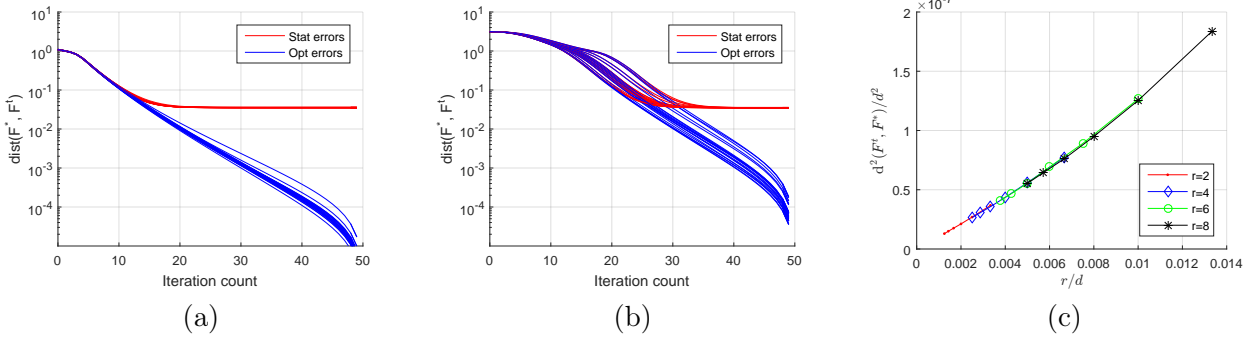 10^1
10^0
10^-1
10^-2
10^-3
10^-4
dist(F^*, F^t)
0 10 20 30 40 50
Iteration count
Stat errors
Opt errors
(a)
10^1
10^0
10^-1
10^-2
10^-3
10^-4
dist(F^*, F^t)
0 10 20 30 40 50
Iteration count
Stat errors
Opt errors
(b)
2
1.5
1
0.5
0
d^2(F^t, F^*)/d^2
0 0.002 0.004 0.006 0.008 0.01 0.012 0.014
r/d
r=2
r=4
r=6
r=8
(c)